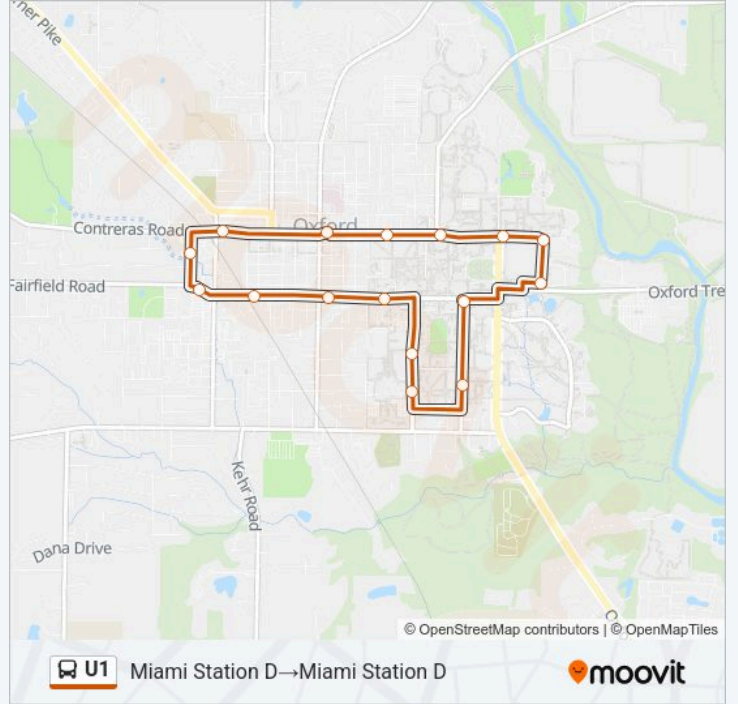 ner Pike
Oxford
Contreras Road
Fairfield Road
Oxford Tre
Kehr Road
Dana Drive
C
© OpenStreetMap contributors | © OpenMapTiles
U1 Miami Station D→Miami Station D
moovit